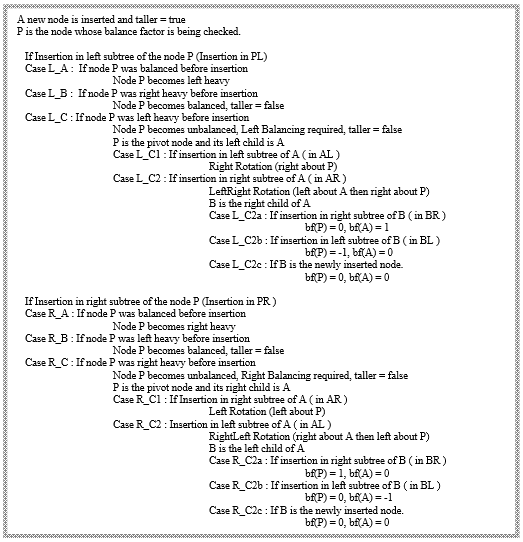 A new node is inserted and taller = true
P is the node whose balance factor is being checked.
If Insertion in left subtree of the node P (Insertion in PL)
Case L_A : If node P was balanced before insertion
Node P becomes left heavy
Case L_B : If node P was right heavy before insertion
Node P becomes balanced, taller = false
Case L_C : If node P was left heavy before insertion
Node P becomes unbalanced, Left Balancing required, taller = false
P is the pivot node and its left child is A
Case L_C1 : If insertion in left subtree of A ( in AL )
Right Rotation (right about P)
Case L_C2 : If insertion in right subtree of A ( in AR )
LeftRight Rotation (left about A then right about P)
B is the right child of A
Case L_C2a : If insertion in right subtree of B ( in BR )
bf(P) = 0, bf(A) = 1
Case L_C2b : If insertion in left subtree of B ( in BL )
bf(P) = -1, bf(A) = 0
Case L_C2c : If B is the newly inserted node.
bf(P) = 0, bf(A) = 0
If Insertion in right subtree of the node P (Insertion in PR )
Case R_A : If node P was balanced before insertion
Node P becomes right heavy
Case R_B : If node P was left heavy before insertion
Node P becomes balanced, taller = false
Case R_C : If node P was right heavy before insertion
Node P becomes unbalanced, Right Balancing required, taller = false
P is the pivot node and its right child is A
Case R_C1 : If Insertion in right subtree of A ( in AR )
Left Rotation (left about P)
Case R_C2 : Insertion in left subtree of A ( in AL )
RightLeft Rotation (right about A then left about P)
B is the left child of A
Case R_C2a : If insertion in right subtree of B ( in BR )
bf(P) = 1, bf(A) = 0
Case R_C2b : If insertion in left subtree of B ( in BL )
bf(P) = 0, bf(A) = -1
Case R_C2c : If B is the newly inserted node.
bf(P) = 0, bf(A) = 0